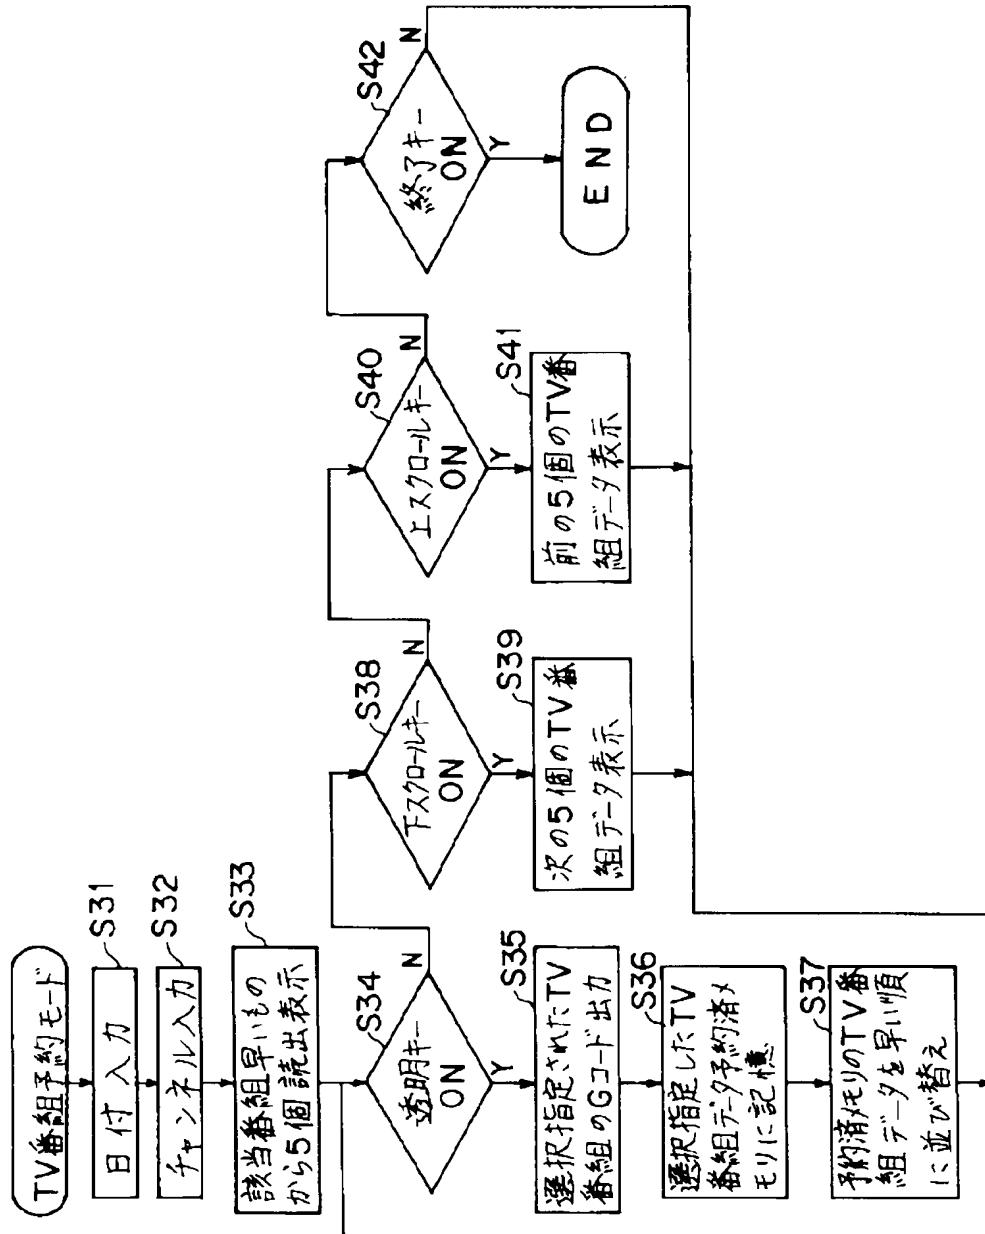 TV番組予約モード
S31
日付入力
S32
チャンネル入力
S33
該当番組早いもの
から5個読出表示
S34
透明キー
ON
N
Y
S35
選択指定されたTV
番組のGコード出力
S36
選択指定したTV
番組データ予約済メ
モリに記憶
S37
予約済メモリのTV番
組データを早い順
に並び替え
S38
下スクロールキー
ON
N
Y
S39
次の5個のTV番
組データ表示
S40
上スクロールキー
ON
N
Y
S41
前の5個のTV番
組データ表示
S42
終了キー
ON
N
Y
END